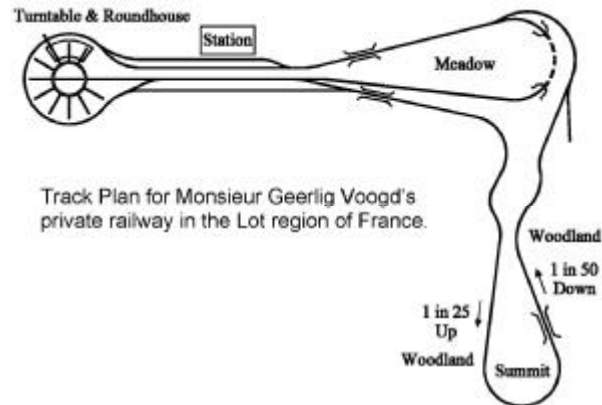 Turntable & Roundhouse
Station
Meadow
Track Plan for Monsieur Geerlig Voogd's
private railway in the Lot region of France.
Woodland
1 in 50
Down
1 in 25
Up
Woodland
Summit